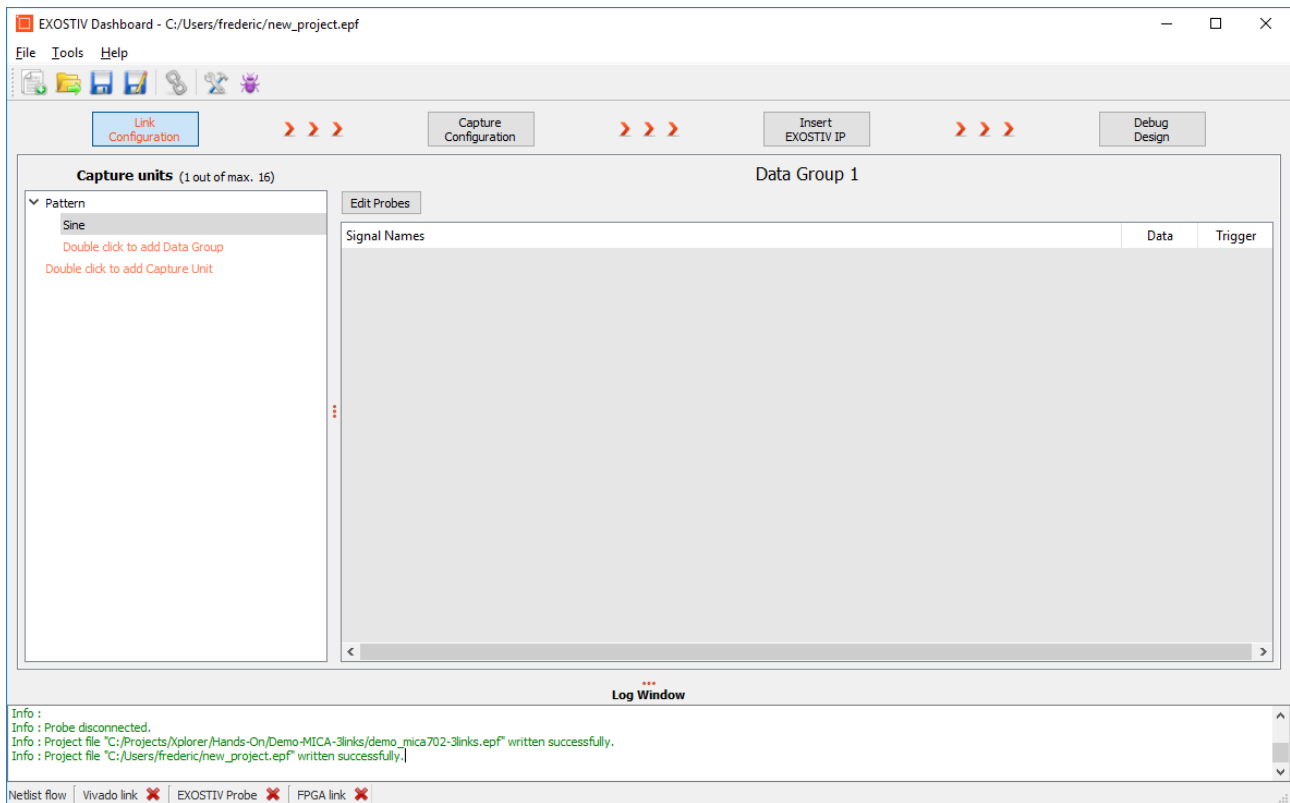 EXOSTIV Dashboard - C:/Users/frederic/new_project.epf
File Tools Help
Link
Configuration
Capture
Configuration
Insert
EXOSTIV IP
Debug
Design
Capture units (1 out of max. 16)
Pattern
Sine
Double click to add Data Group
Double click to add Capture Unit
Data Group 1
Edit Probes
Signal Names Data Trigger
Log Window
Info :
Info : Probe disconnected.
Info : Project file "C:/Projects/Xplorer/Hands-On/Demo-MICA-3links/demo_mica702-3links.epf" written successfully.
Info : Project file "C:/Users/frederic/new_project.epf" written successfully.
Netlist flow Vivado link EXOSTIV Probe FPGA link